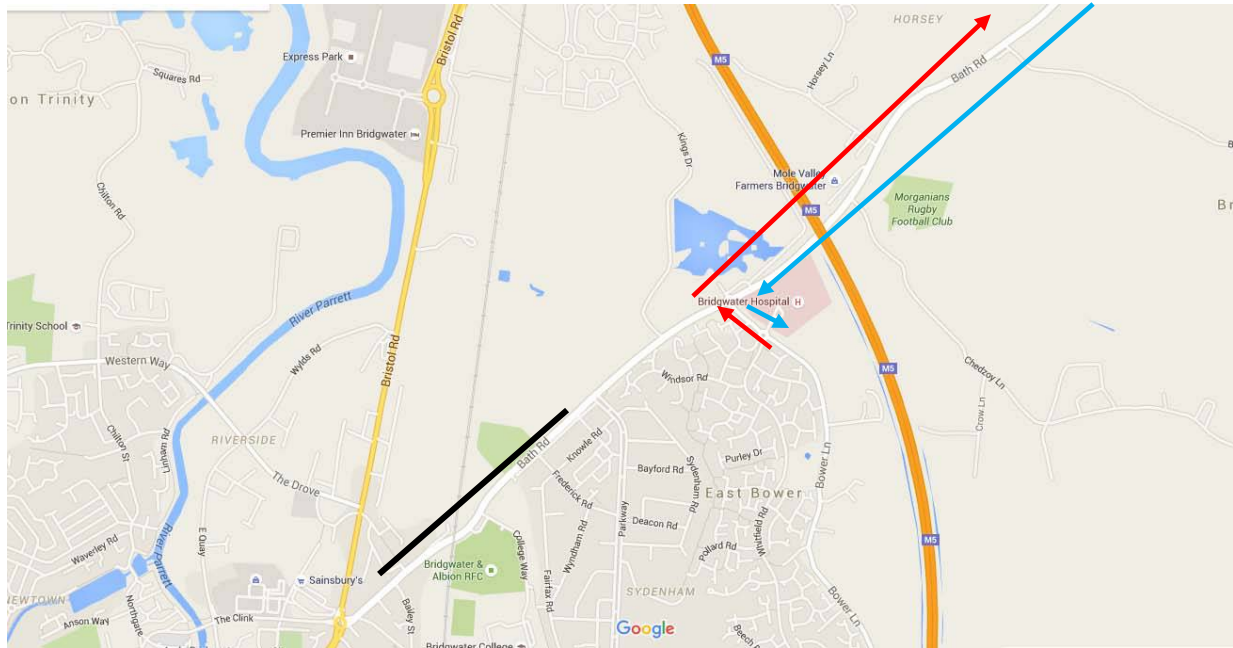 HORSEY
Bristol Rd
Express Park
M5
Bath Rd
Squares Rd
Horsey Ln
on Trinity
Premier Inn Bridgwater
Kings Dr
Mole Valley
Farmers Bridgwater
Chilton Rd
Morganians
Rugby
Football Club
Br
M5
Bridgwater Hospital
H
River Parrett
Trinity School
Western Way
Wylds Rd
Bristol Rd
Windsor Rd
M5
Chedzoy Ln
Crow Ln
Chilton St
Linham Rd
RIVERSIDE
Bath Rd
Knowle Rd
Purley Dr
Bower Ln
The Drove
Frederick Rd
Bayford Rd
Sydenham Rd
East Bower
Parkway
Deacon Rd
Wyndham Rd
Winfield Rd
Pollard Rd
M5
Waverley Rd
River Parrett
E Quay
College Way
Bridgwater &
Albion RFC
Fairfax Rd
Sainsbury's
SYDENHAM
NEWTOWN
Northgate
Anson Way
The Clink
Bailey St
Google
Bower Ln
Bridgwater College